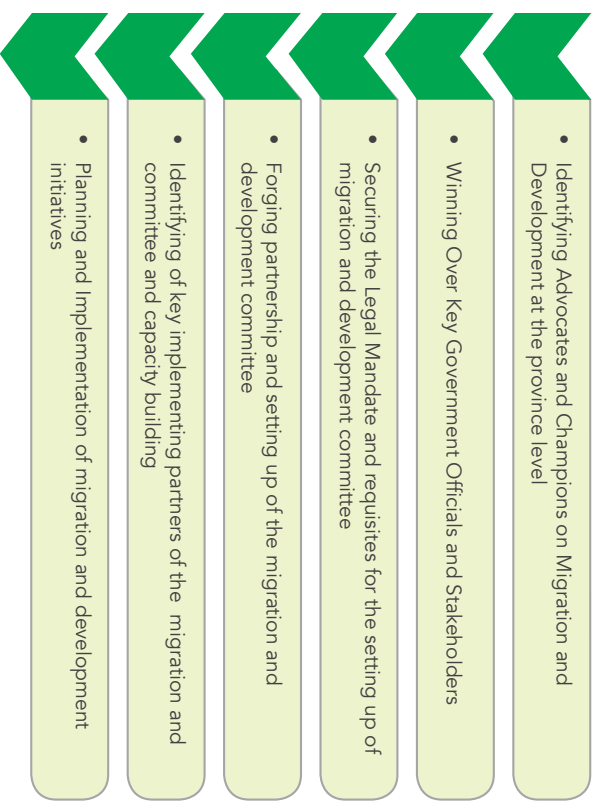 • Identifying Advocates and Champions on Migration and
Development at the province level
• Winning Over Key Government Officials and Stakeholders
• Securing the Legal Mandate and requisites for the setting up of
migration and development committee
• Forging partnership and setting up of the migration and
development committee
• Identifying of key implementing partners of the migration and
committee and capacity building
• Planning and Implementation of migration and development
initiatives